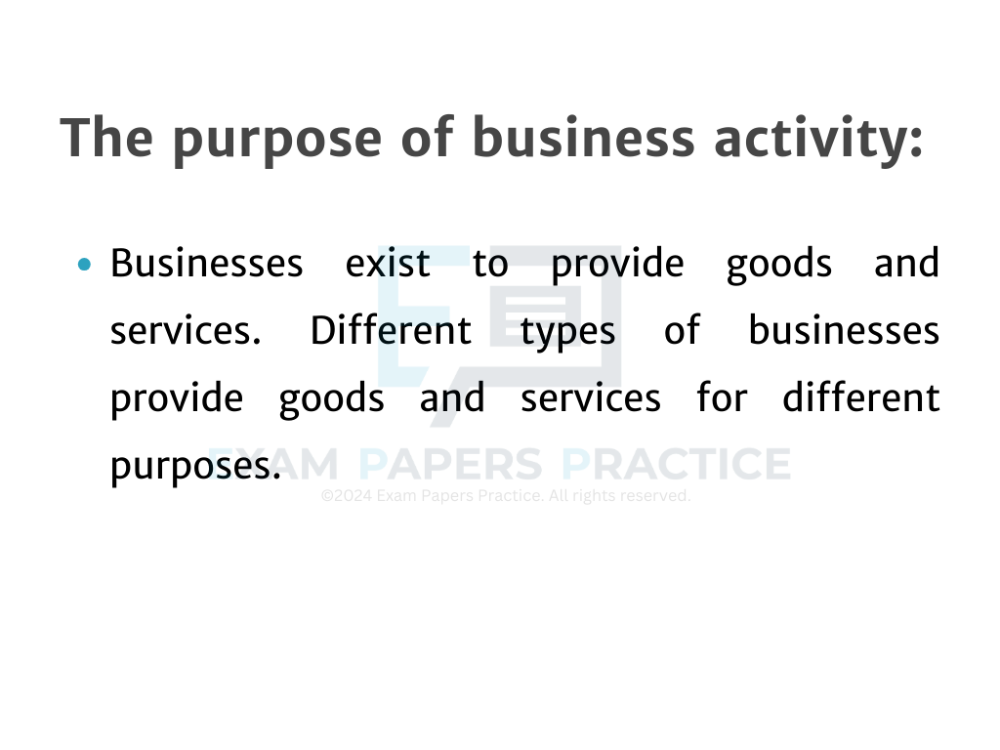 The purpose of business activity:
• Businesses exist to provide goods and
services. Different types of businesses
provide goods and services for different
purposes.
EXAM PAPERS PRACTICE
©2024 Exam Papers Practice. All rights reserved.